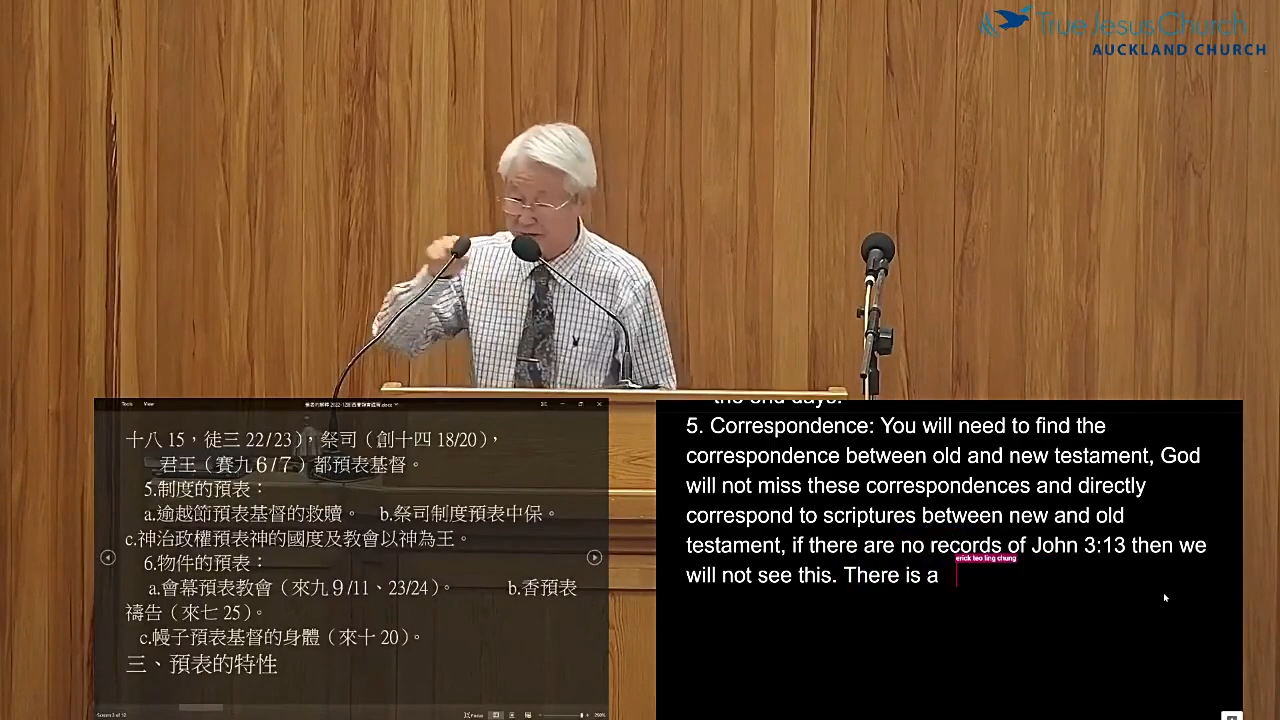 True Jesus Church
AUCKLAND CHURCH
Tools View
十八 15，徒三 22/23），祭司（創十四 18/20），
君王（賽九６/７）都預表基督。
5.制度的預表：
a.逾越節預表基督的救贖。 b.祭司制度預表中保。
c.神治政權預表神的國度及教會以神為王。
6.物件的預表：
a.會幕預表教會（來九９/11、23/24）。 b.香預表
禱告（來七 25）。
c.幔子預表基督的身體（來十 20）。
三、預表的特性
Focus
the end days.
5. Correspondence: You will need to find the
correspondence between old and new testament, God
will not miss these correspondences and directly
correspond to scriptures between new and old
testament, if there are no records of John 3:13 then we
erick teo ling chung
will not see this. There is a